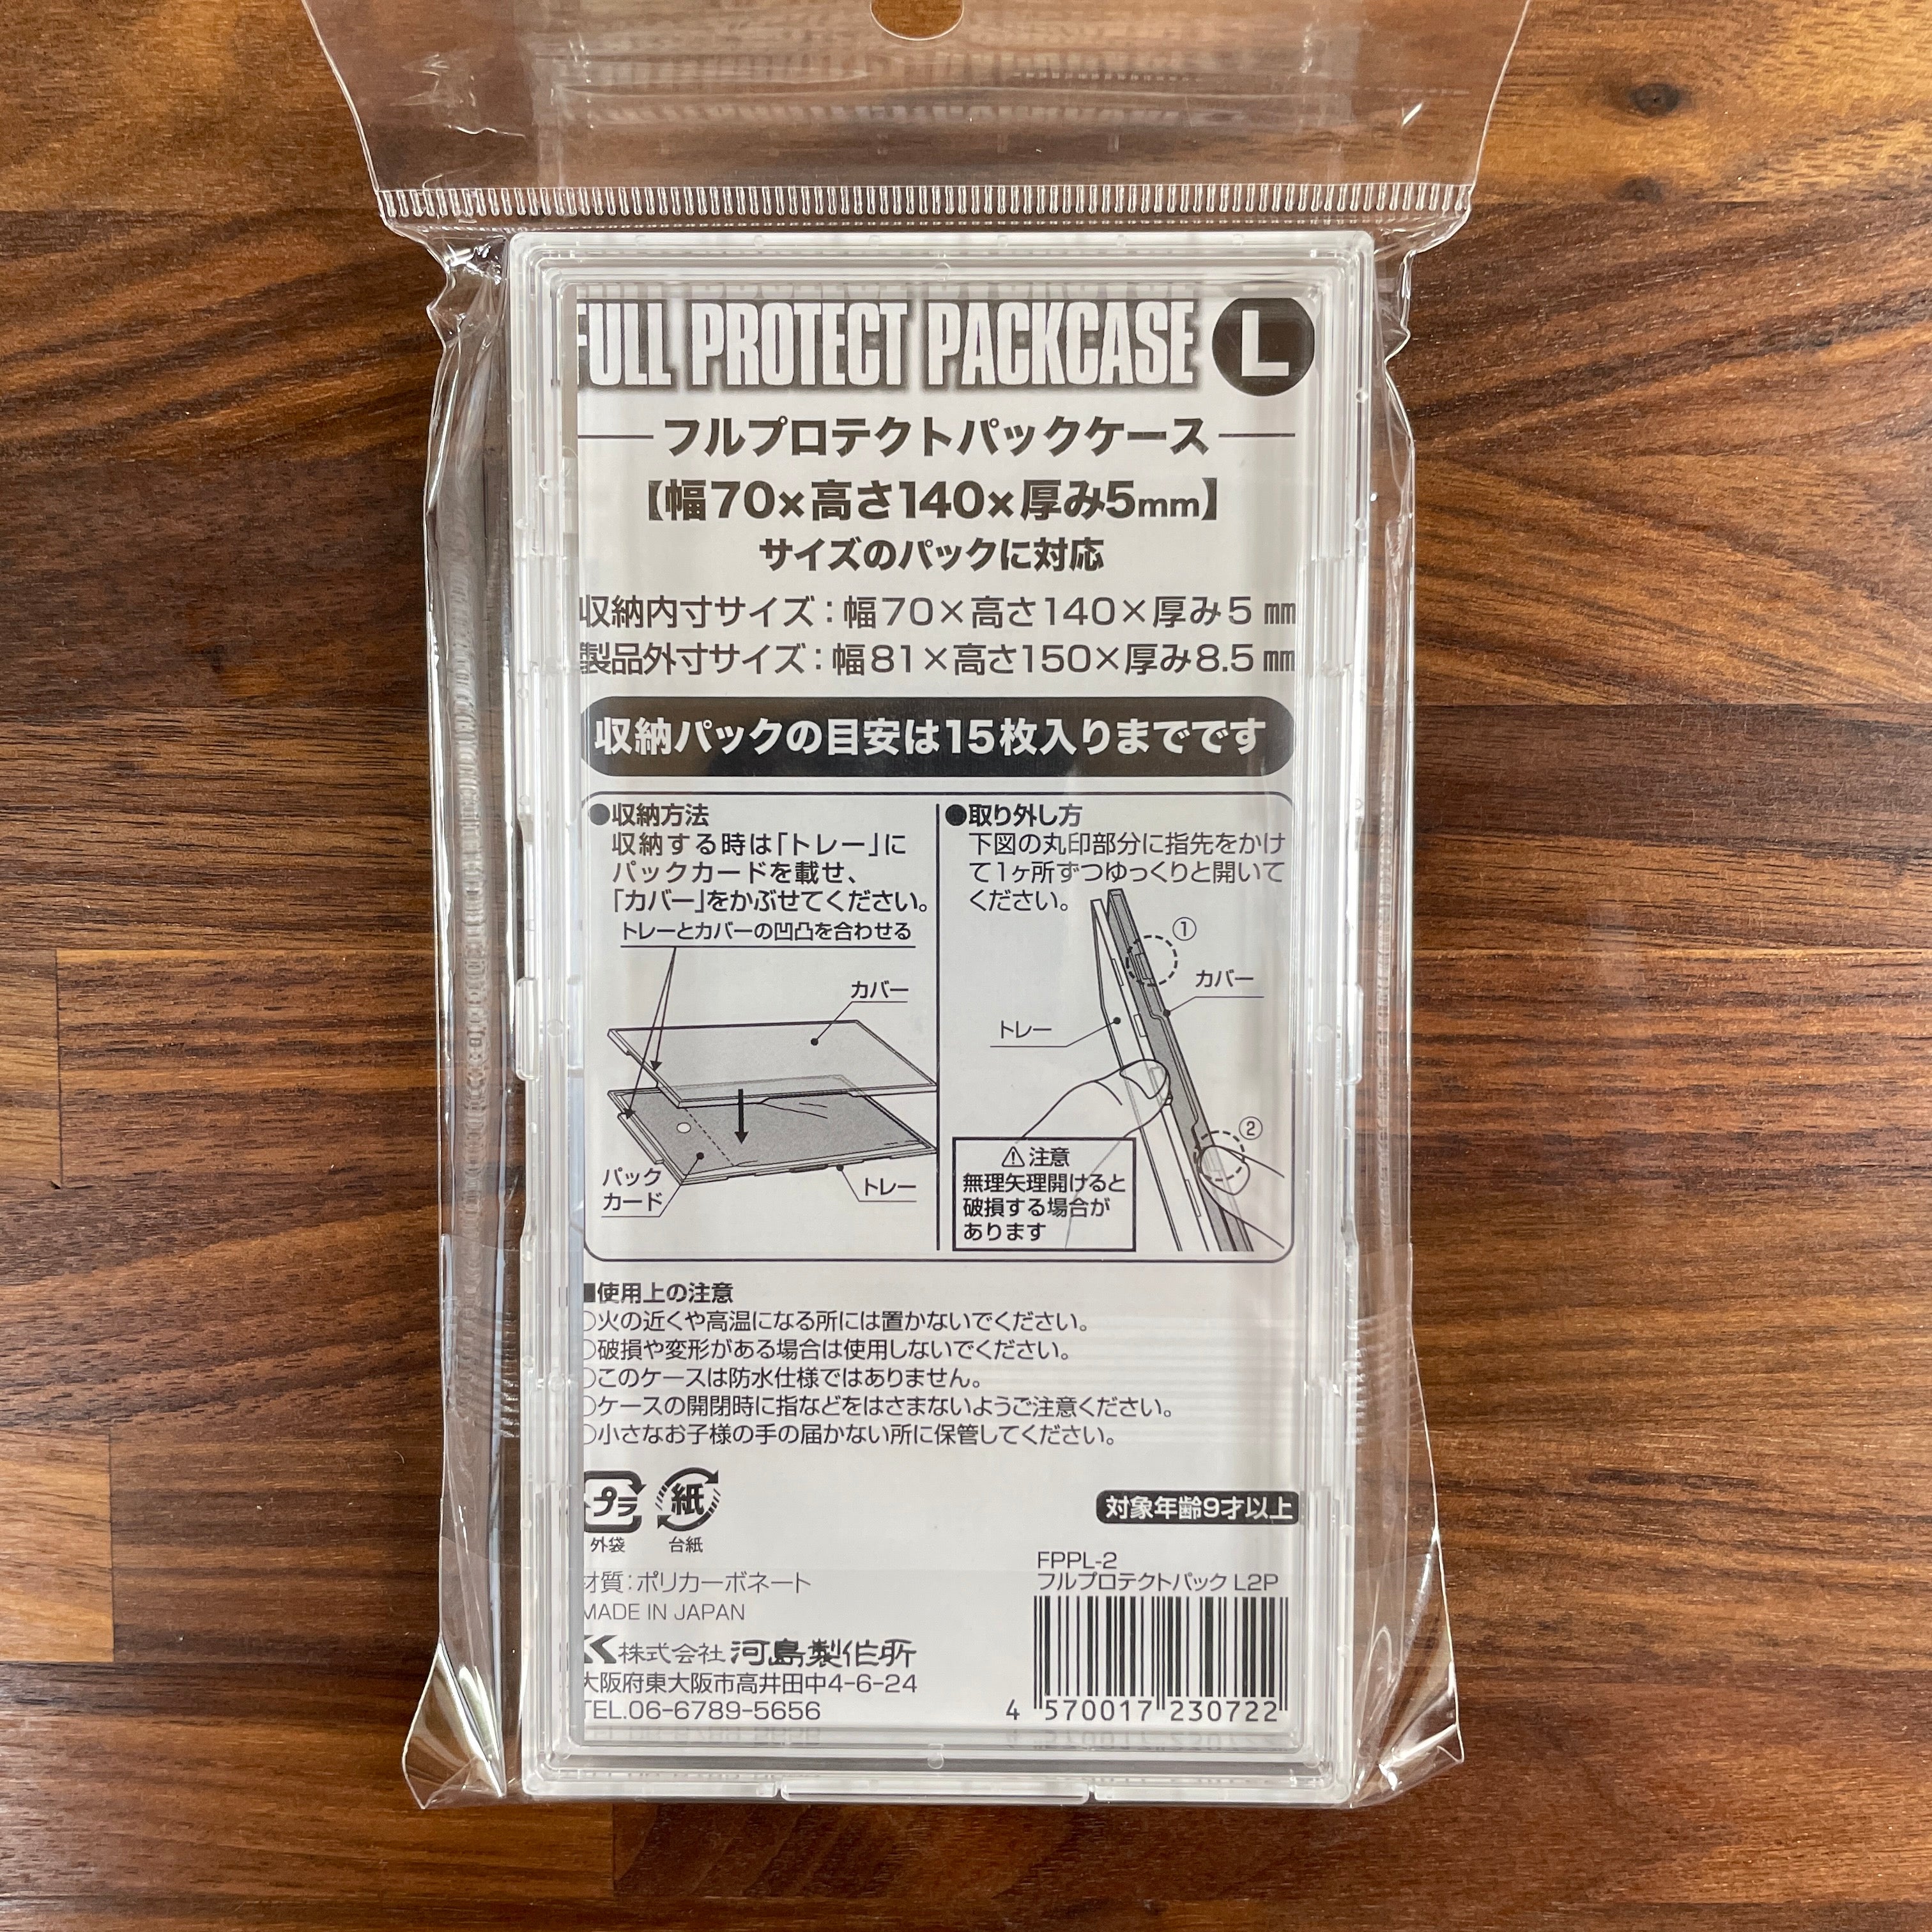 FULL PROTECT PACKCASE L
フルプロテクトパックケース
【幅70×高さ140×厚み5mm】
サイズのパックに対応
収納内寸サイズ：幅70×高さ140×厚み5㎜
製品外寸サイズ：幅81×高さ150×厚み8.5㎜
収納パックの目安は15枚入りまでです
●収納方法
収納する時は「トレー」に
パックカードを載せ、
「カバー」をかぶせてください。
トレーとカバーの凹凸を合わせる
カバー
パック
カード
トレー
●取り外し方
下図の丸印部分に指先をかけ
て1ヶ所ずつゆっくりと開いて
ください。
①
カバー
トレー
②
⚠注意
無理矢理開けると
破損する場合が
あります
■使用上の注意
○火の近くや高温になる所には置かないでください。
○破損や変形がある場合は使用しないでください。
○このケースは防水仕様ではありません。
○ケースの開閉時に指などをはさまないようご注意ください。
○小さなお子様の手の届かない所に保管してください。
プラ 紙
外袋 台紙
対象年齢9才以上
材質：ポリカーボネート
MADE IN JAPAN
株式会社 河島製作所
大阪府東大阪市高井田中4-6-24
TEL.06-6789-5656
FPPL-2
フルプロテクトパック L2P
4 570017 230722